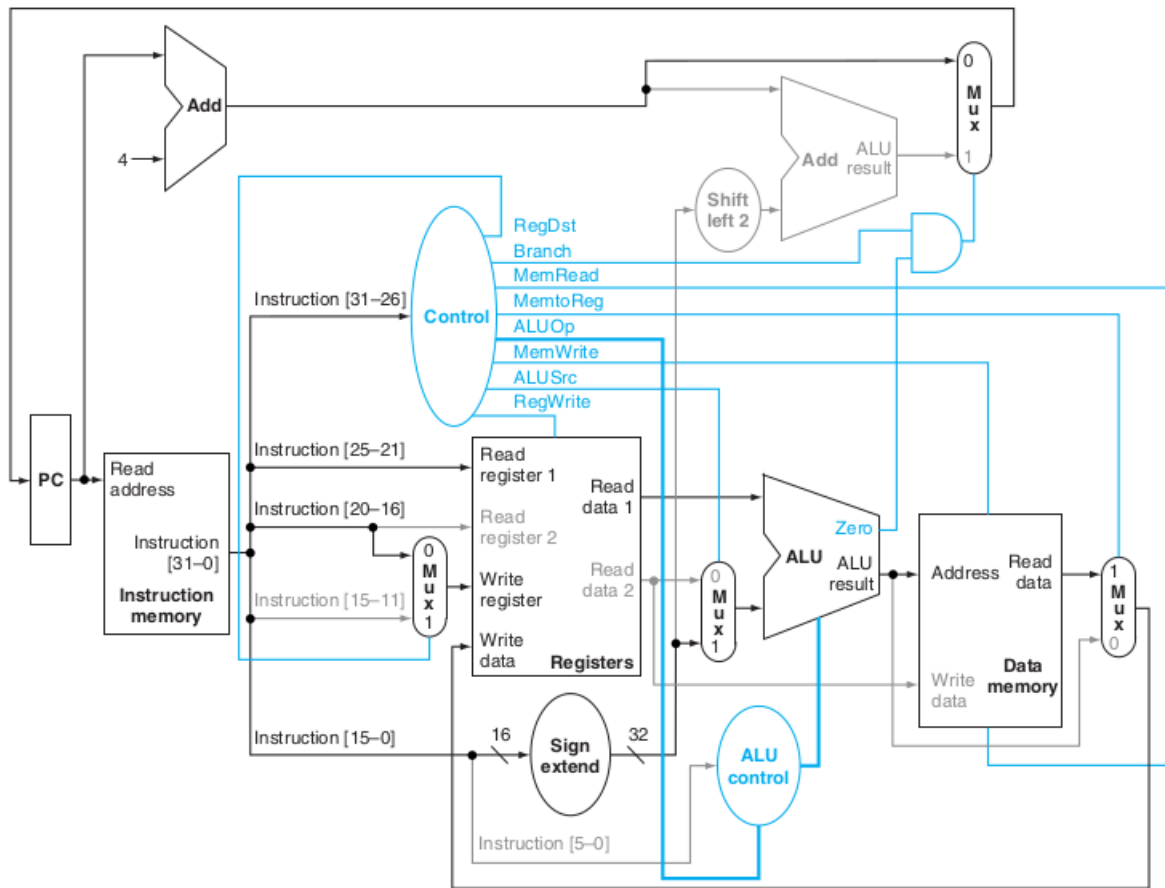 Add
4
0
Mux
1
Add
ALU
result
Shift
left 2
RegDst
Branch
MemRead
MemtoReg
ALUOp
MemWrite
ALUSrc
RegWrite
Control
Instruction [31–26]
Instruction [25–21]
Instruction [20–16]
Instruction [15–11]
Instruction [15–0]
Instruction [5–0]
PC
Read
address
Instruction
[31–0]
Instruction
memory
0
Mux
1
Read
register 1
Read
register 2
Write
register
Write
data
Read
data 1
Read
data 2
Registers
16
Sign
extend
32
0
Mux
1
Zero
ALU
ALU
result
ALU
control
Address
Read
data
Write
data
Data
memory
1
Mux
0